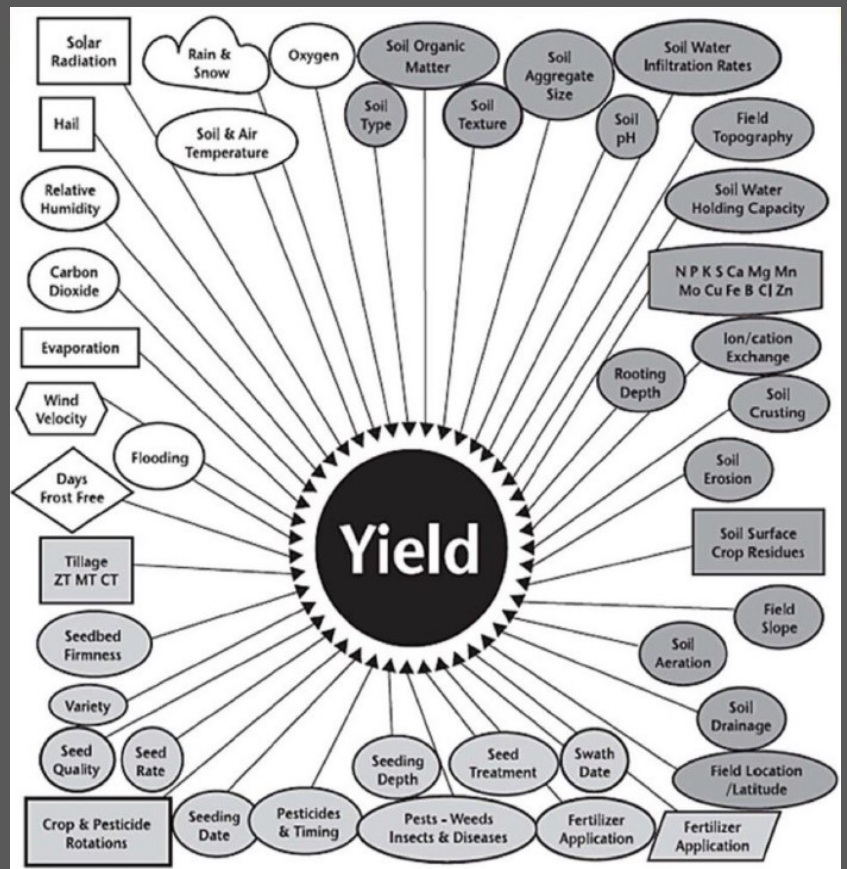 Solar
Radiation
Rain &
Snow
Oxygen
Soil Organic
Matter
Soil
Aggregate
Size
Soil Water
Infiltration Rates
Hail
Soil & Air
Temperature
Soil
Type
Soil
Texture
Soil
pH
Field
Topography
Relative
Humidity
Soil Water
Holding Capacity
Carbon
Dioxide
N P K S Ca Mg Mn
Mo Cu Fe B Cl Zn
Evaporation
Ion/cation
Exchange
Rooting
Depth
Wind
Velocity
Soil
Crusting
Flooding
Days
Frost Free
Soil
Erosion
Yield
Soil Surface
Crop Residues
Tillage
ZT MT CT
Field
Slope
Seedbed
Firmness
Soil
Aeration
Variety
Soil
Drainage
Seed
Quality
Seed
Rate
Seeding
Depth
Seed
Treatment
Swath
Date
Field Location
/Latitude
Crop & Pesticide
Rotations
Seeding
Date
Pesticides
& Timing
Pests - Weeds
Insects & Diseases
Fertilizer
Application
Fertilizer
Application